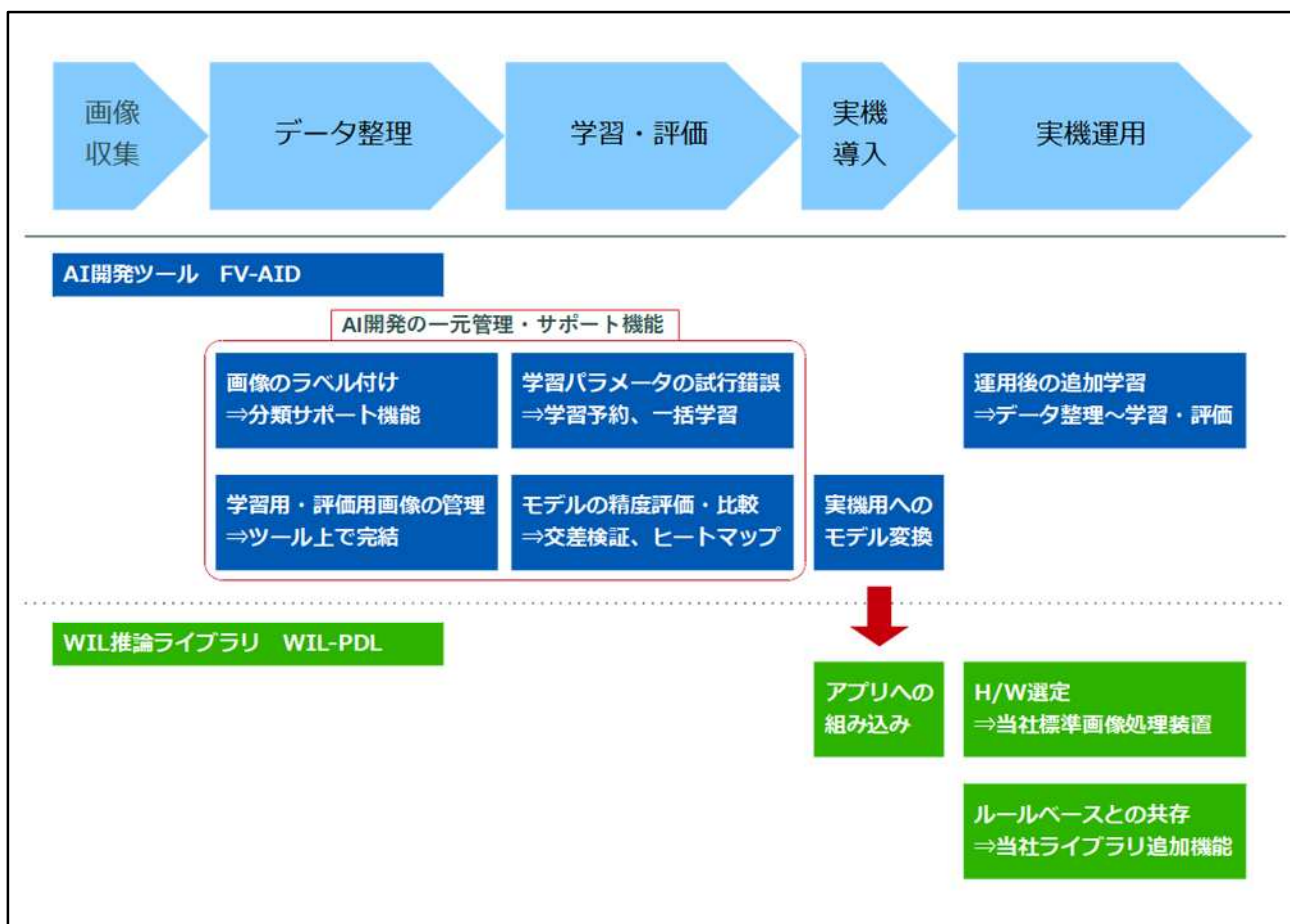 画像
収集
データ整理
学習・評価
実機
導入
実機運用
AI開発ツール　FV-AID
AI開発の一元管理・サポート機能
画像のラベル付け
⇒分類サポート機能
学習パラメータの試行錯誤
⇒学習予約、一括学習
運用後の追加学習
⇒データ整理～学習・評価
学習用・評価用画像の管理
⇒ツール上で完結
モデルの精度評価・比較
⇒交差検証、ヒートマップ
実機用への
モデル変換
WIL推論ライブラリ　WIL-PDL
アプリへの
組み込み
H/W選定
⇒当社標準画像処理装置
ルールベースとの共存
⇒当社ライブラリ追加機能